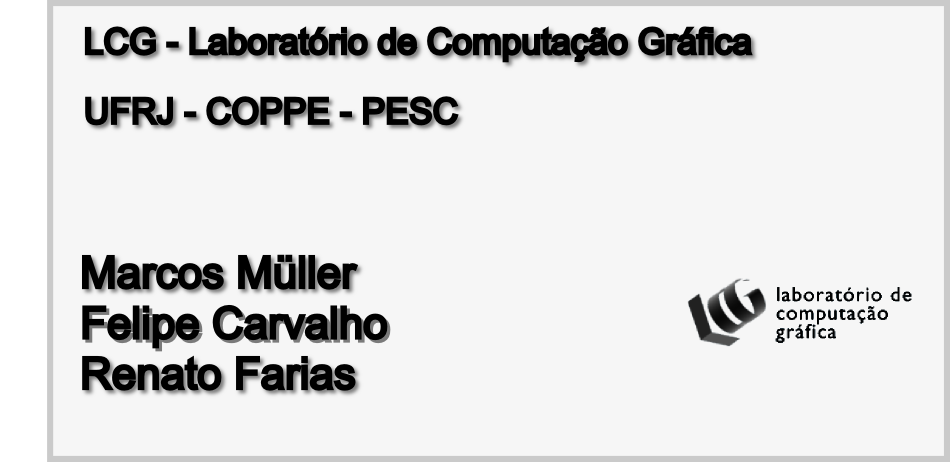 LCG - Laboratório de Computação Gráfica
UFRJ - COPPE - PESC
Marcos Müller
Felipe Carvalho
Renato Farias
LCG
laboratório de
computação
gráfica